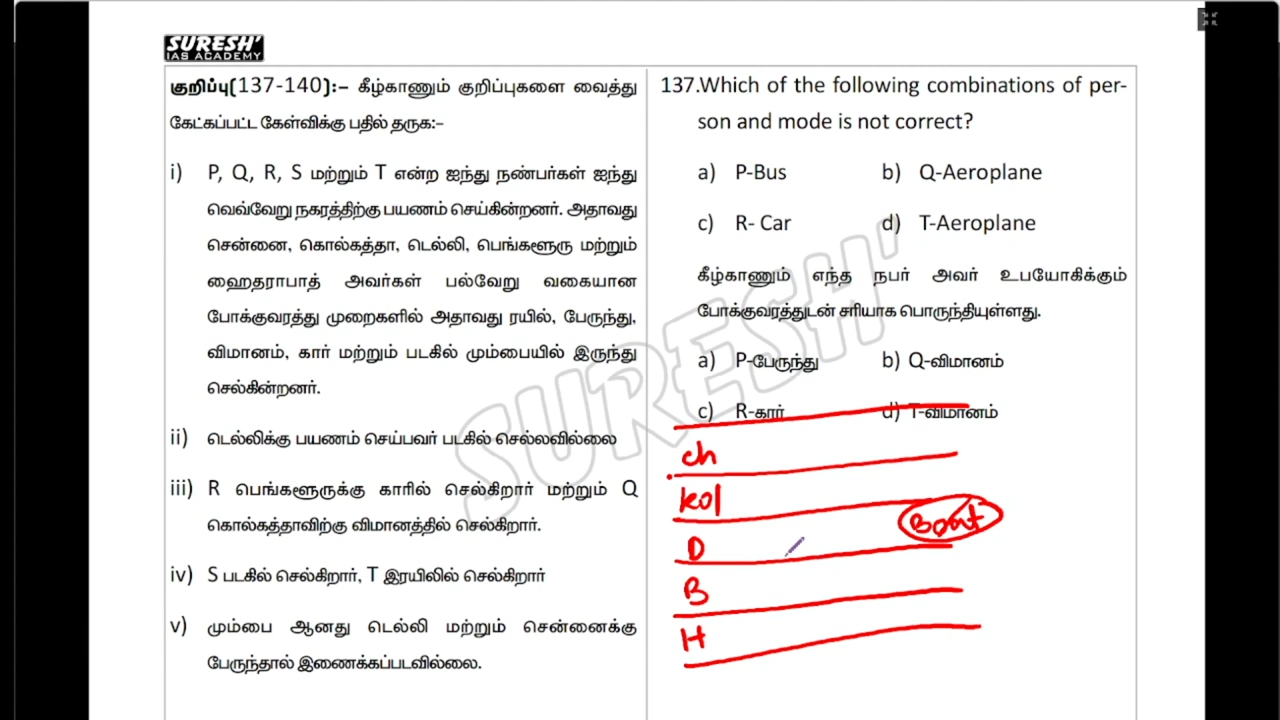 SURESH'
IAS ACADEMY
குறிப்பு(137-140):- கீழ்காணும் குறிப்புகளை வைத்து
கேட்கப்பட்ட கேள்விக்கு பதில் தருக:-
i) P, Q, R, S மற்றும் T என்ற ஐந்து நண்பர்கள் ஐந்து
வெவ்வேறு நகரத்திற்கு பயணம் செய்கின்றனர். அதாவது
சென்னை, கொல்கத்தா, டெல்லி, பெங்களூரு மற்றும்
ஹைதராபாத் அவர்கள் பல்வேறு வகையான
போக்குவரத்து முறைகளில் அதாவது ரயில், பேருந்து,
விமானம், கார் மற்றும் படகில் மும்பையில் இருந்து
செல்கின்றனர்.
ii) டெல்லிக்கு பயணம் செய்பவர் படகில் செல்லவில்லை
iii) R பெங்களூருக்கு காரில் செல்கிறார் மற்றும் Q
கொல்கத்தாவிற்கு விமானத்தில் செல்கிறார்.
iv) S படகில் செல்கிறார், T இரயிலில் செல்கிறார்
v) மும்பை ஆனது டெல்லி மற்றும் சென்னைக்கு
பேருந்தால் இணைக்கப்படவில்லை.
137.Which of the following combinations of per-
son and mode is not correct?
a) P-Bus b) Q-Aeroplane
c) R- Car d) T-Aeroplane
கீழ்காணும் எந்த நபர் அவர் உபயோகிக்கும்
போக்குவரத்துடன் சரியாக பொருந்தியுள்ளது.
a) P-பேருந்து b) Q-விமானம்
c) R-கார் d) T-விமானம்
ch
kol
D Boat
B
H
SURESH'